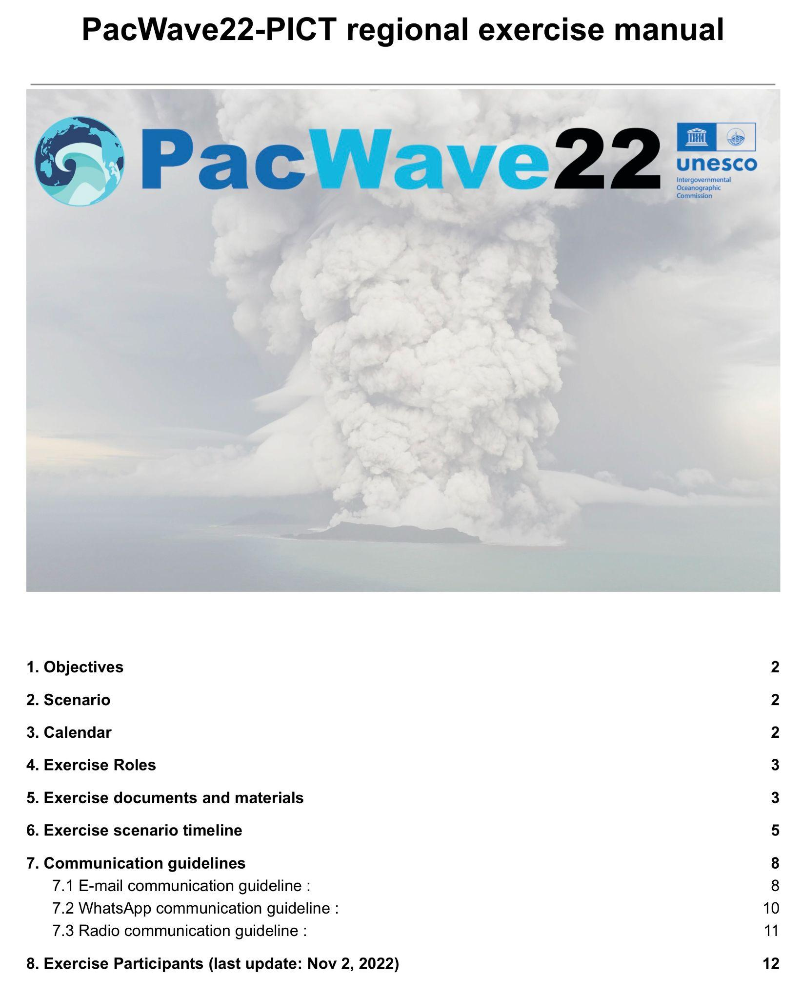 PacWave22-PICT regional exercise manual
PacWave22
UNESCO
unesco
Intergovernmental
Oceanographic
Commission
1. Objectives 2
2. Scenario 2
3. Calendar 2
4. Exercise Roles 3
5. Exercise documents and materials 3
6. Exercise scenario timeline 5
7. Communication guidelines 8
7.1 E-mail communication guideline : 8
7.2 WhatsApp communication guideline : 10
7.3 Radio communication guideline : 11
8. Exercise Participants (last update: Nov 2, 2022) 12